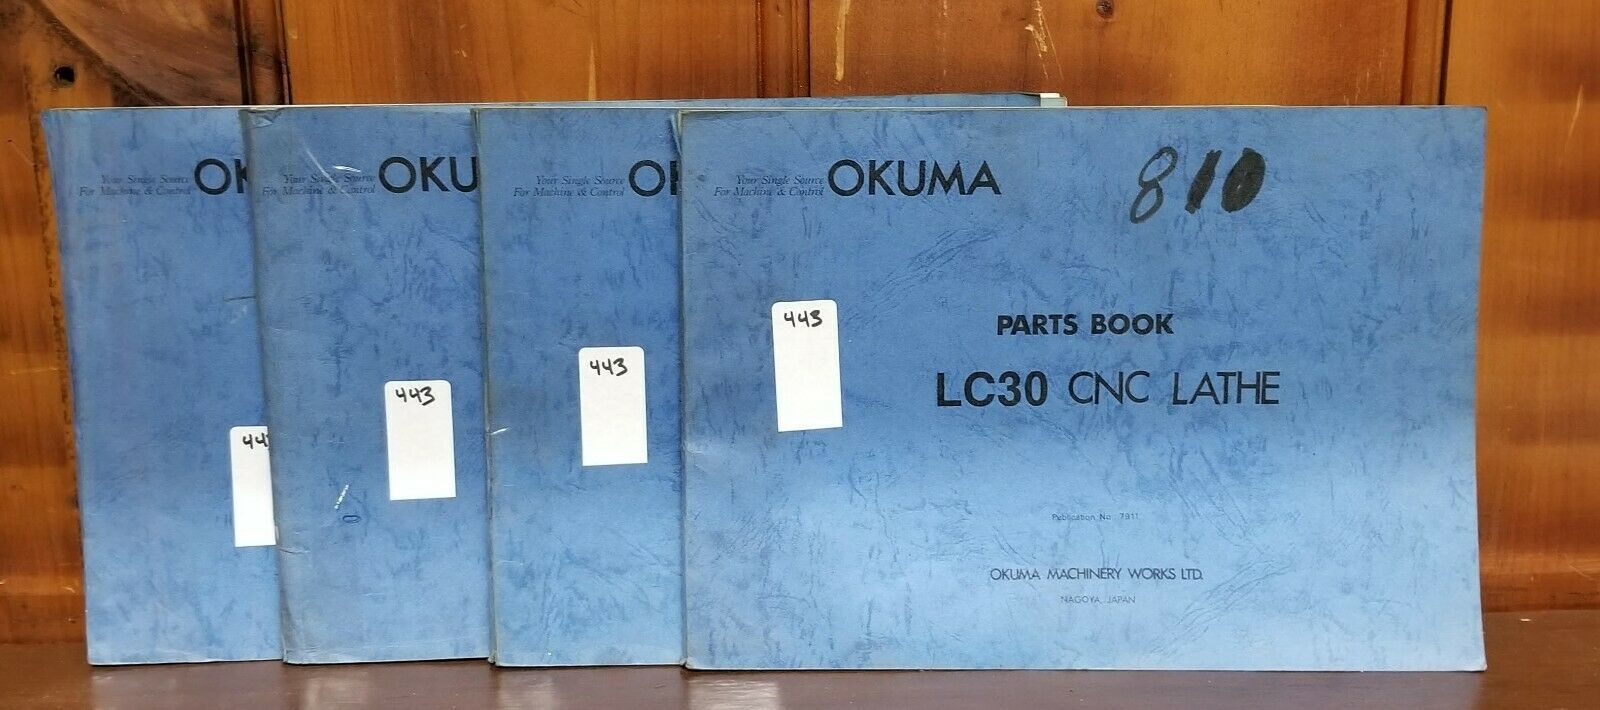 Your Single Source
For Machine & Control
OK
44
Your Single Source
For Machine & Control
OKU
443
Your Single Source
For Machine & Control
443
Your Single Source
For Machine & Control
OKUMA
810
443
PARTS BOOK
LC30 CNC LATHE
Publication No 7911
OKUMA MACHINERY WORKS LTD.
NAGOYA, JAPAN